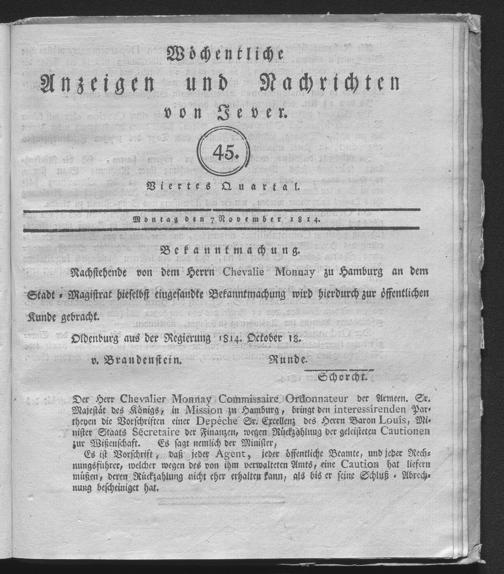 Wöchentliche
Anzeigen und Nachrichten
von Jever.
45.
Viertes Quartal.
Montag den 7 November 1814.
Bekanntmachung.
Nachstehende von dem Herrn Chevalie Monnay zu Hamburg an dem
Stadt-Magistrat hieselbst eingesandte Bekanntmachung wird hierdurch zur öffentlichen
Kunde gebracht.
Oldenburg aus der Regierung 1814. October 18.
v. Brandenstein. Runde.
Schorcht.
Der Herr Chevalier Monnay Commissaire Ordonnateur der Armeen. Sr.
Majestät des Königs, in Mission zu Hamburg, bringt den interessirenden Par-
theyen die Vorschriften einer Depêche Sr. Excellenz des Herrn Baron Louis, Mi-
nister Staats Sécretaire der Finanzen, wegen Rückzählung der geleisteten Cautionen
zur Wißenschaft. Es sagt nemlich der Minister,
Es ist Vorschrift, daß jeder Agent, jeder öffentliche Beamte, und jeder Rech-
nungsführer, welcher wegen des von ihm verwalteten Amts, eine Caution hat liefern
müßen, deren Rückzahlung nicht eher erhalten kann, als bis er seine Schluß-Abrech-
nung bescheiniget hat.